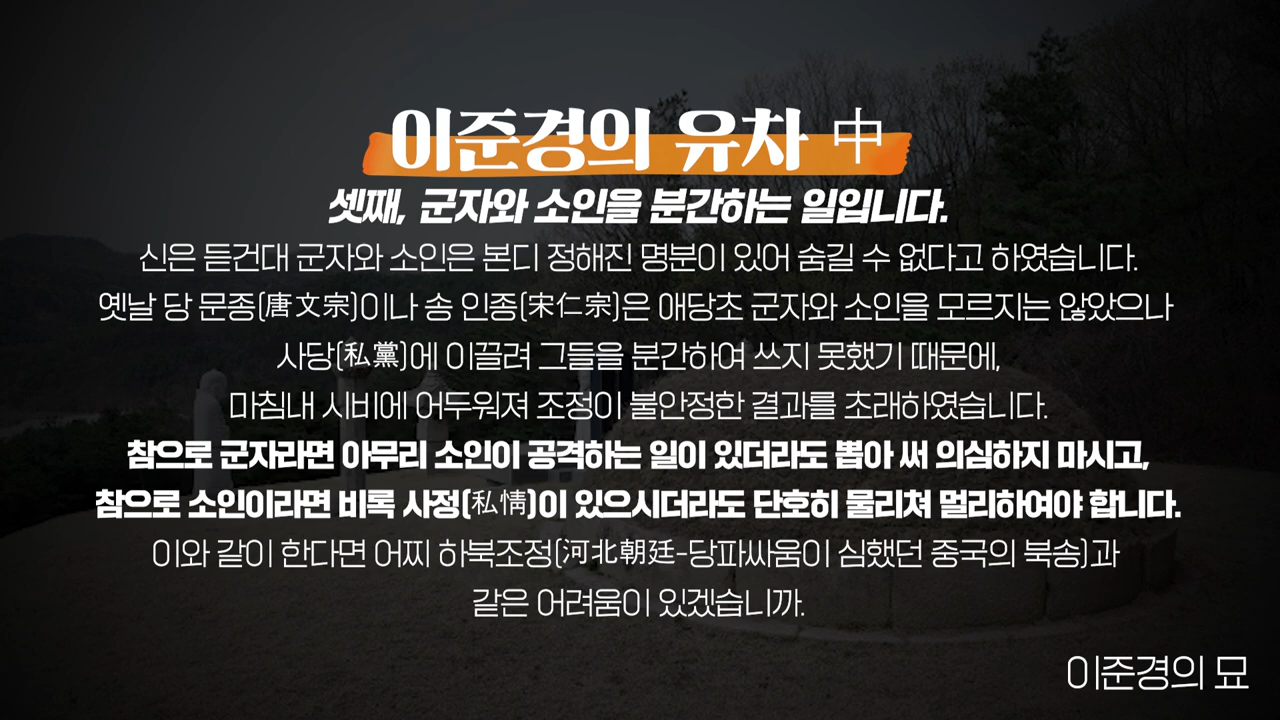 이준경의 유차 中
셋째, 군자와 소인을 분간하는 일입니다.
신은 듣건대 군자와 소인은 본디 정해진 명분이 있어 숨길 수 없다고 하였습니다.
옛날 당 문종(唐文宗)이나 송 인종(宋仁宗)은 애당초 군자와 소인을 모르지는 않았으나
사당(私黨)에 이끌려 그들을 분간하여 쓰지 못했기 때문에,
마침내 시비에 어두워져 조정이 불안정한 결과를 초래하였습니다.
참으로 군자라면 아무리 소인이 공격하는 일이 있더라도 뽑아 써 의심하지 마시고,
참으로 소인이라면 비록 사정(私情)이 있으시더라도 단호히 물리쳐 멀리하여야 합니다.
이와 같이 한다면 어찌 하북조정(河北朝廷-당파싸움이 심했던 중국의 북송)과
같은 어려움이 있겠습니까.
이준경의 묘